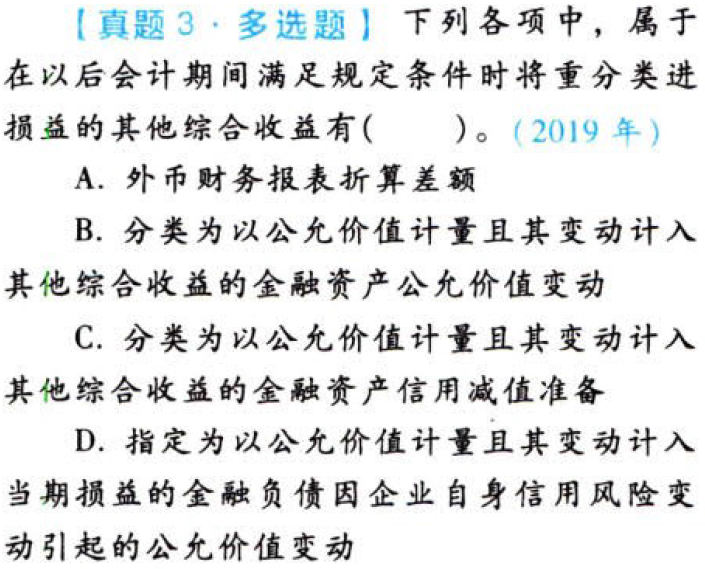 【真题3·多选题】 下列各项中，属于
在以后会计期间满足规定条件时将重分类进
损益的其他综合收益有(　　)。(2019 年)
A. 外币财务报表折算差额
B. 分类为以公允价值计量且其变动计入
其他综合收益的金融资产公允价值变动
C. 分类为以公允价值计量且其变动计入
其他综合收益的金融资产信用减值准备
D. 指定为以公允价值计量且其变动计入
当期损益的金融负债因企业自身信用风险变
动引起的公允价值变动